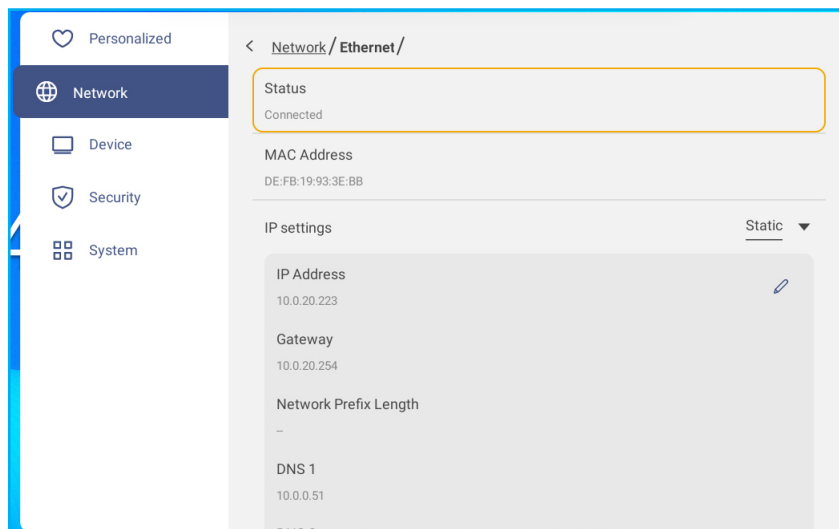 Personalized
Network
Device
Security
System
Network / Ethernet /
Status
Connected
MAC Address
DE:FB:19:93:3E:BB
IP settings
Static
IP Address
10.0.20.223
Gateway
10.0.20.254
Network Prefix Length
–
DNS 1
10.0.0.51